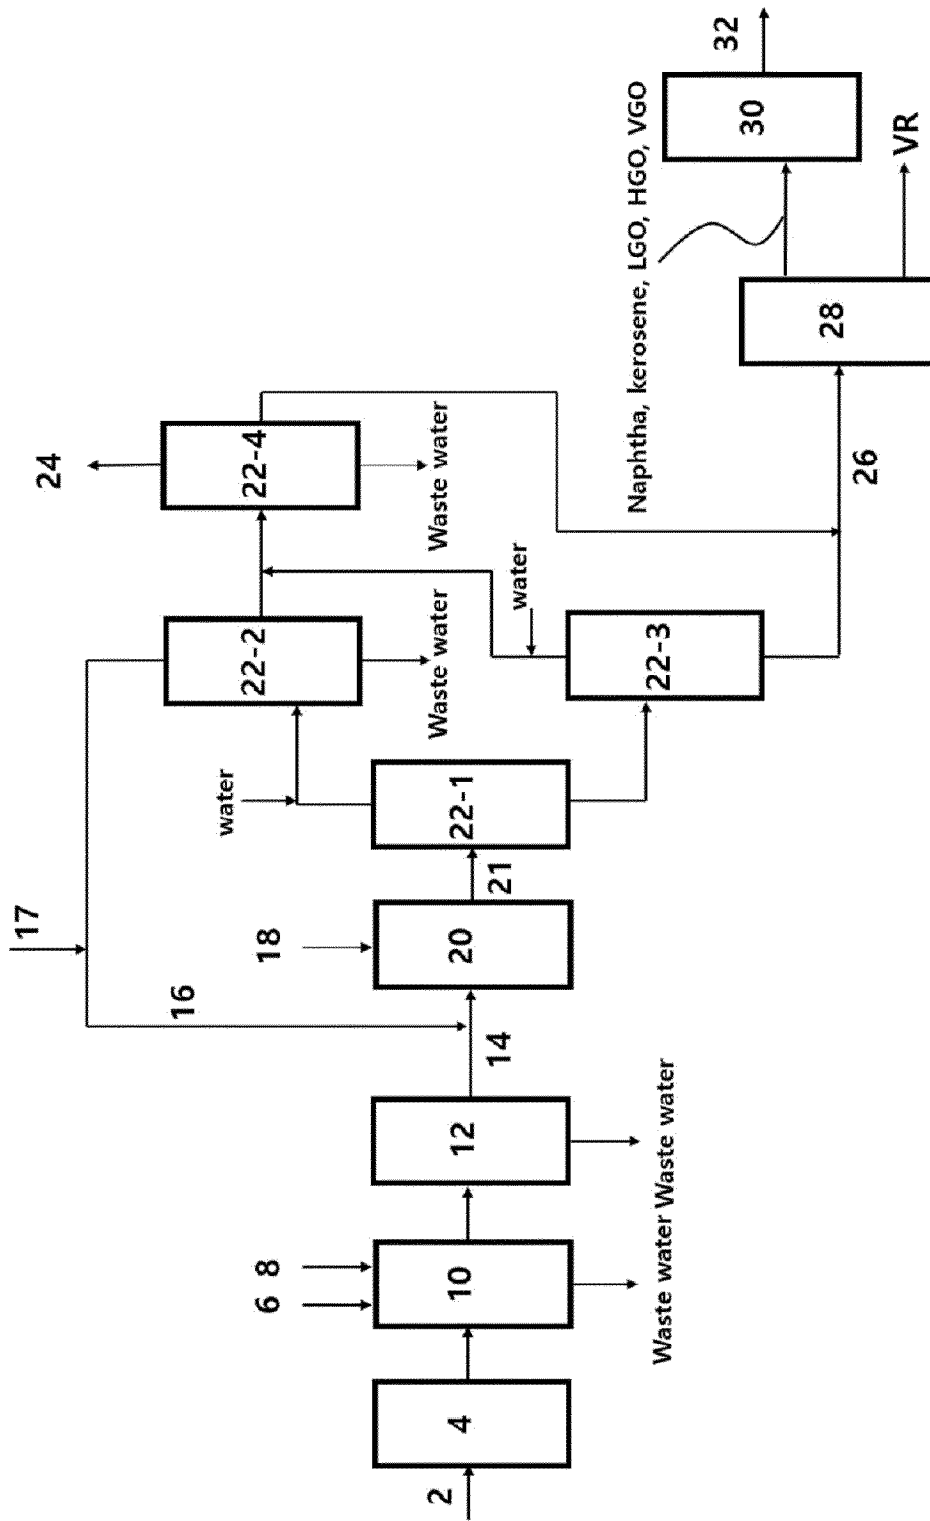 2
4
6
8
10
Waste water
12
Waste water
14
16
17
18
20
21
22-1
water
22-2
Waste water
22-3
water
22-4
24
Waste water
26
28
VR
Naphtha, kerosene, LGO, HGO, VGO
30
32